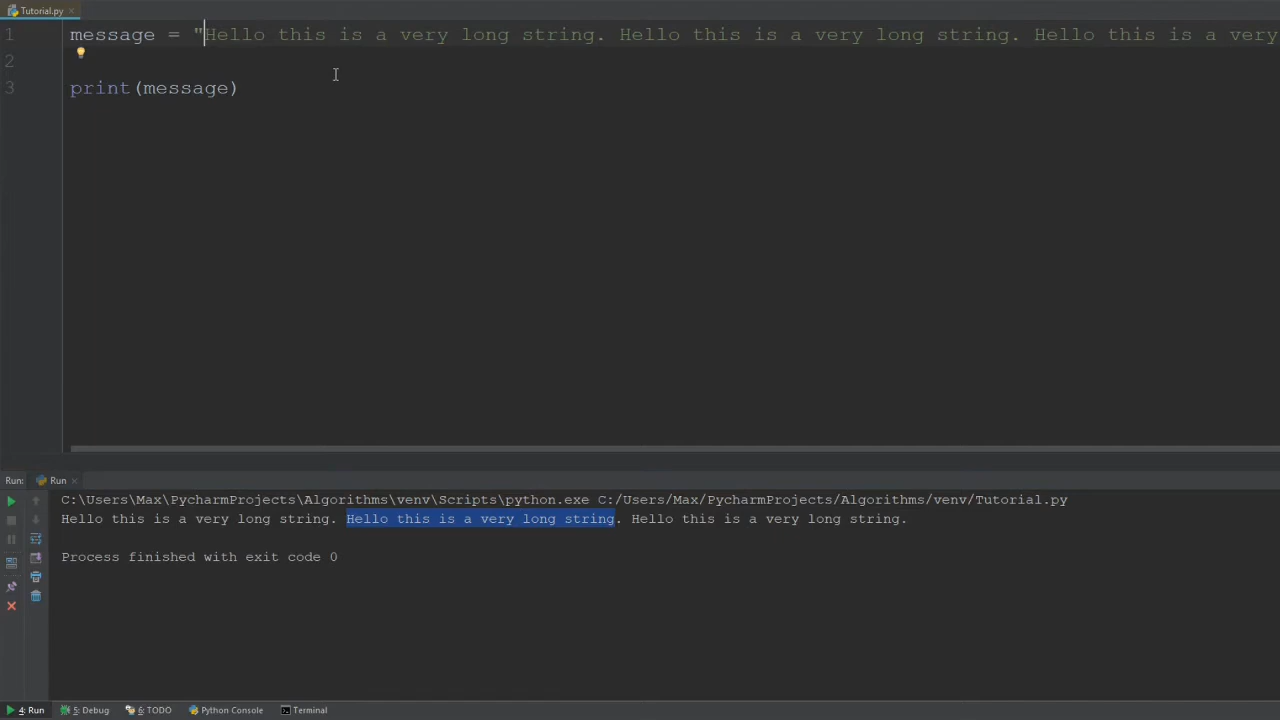 Tutorial.py
1 message = "Hello this is a very long string. Hello this is a very long string. Hello this is a very
2
3 print(message)
Run: Run
C:\Users\Max\PycharmProjects\Algorithms\venv\Scripts\python.exe C:/Users/Max/PycharmProjects/Algorithms/venv/Tutorial.py
Hello this is a very long string. Hello this is a very long string. Hello this is a very long string.
Process finished with exit code 0
4: Run 5: Debug 6: TODO Python Console Terminal